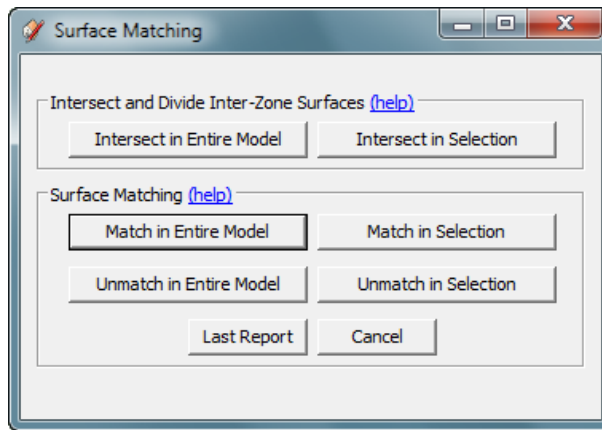 Surface Matching
Intersect and Divide Inter-Zone Surfaces (help)
Intersect in Entire Model Intersect in Selection
Surface Matching (help)
Match in Entire Model Match in Selection
Unmatch in Entire Model Unmatch in Selection
Last Report Cancel